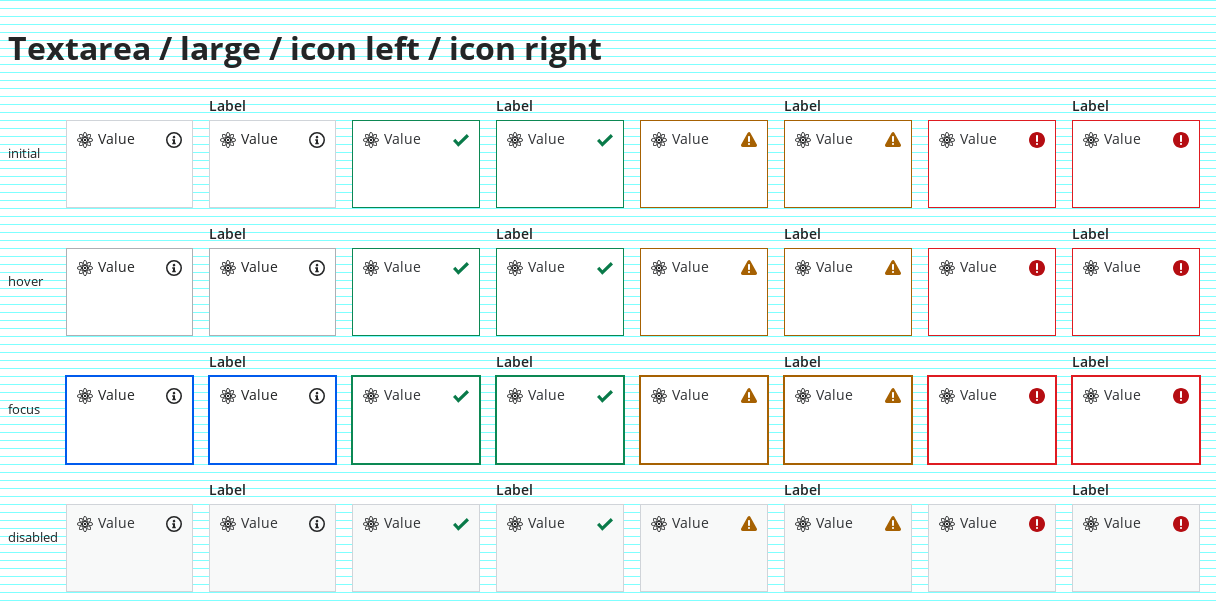 Textarea / large / icon left / icon right
Label Label Label Label
initial Value Value Value Value Value Value Value Value
Label Label Label Label
hover Value Value Value Value Value Value Value Value
Label Label Label Label
focus Value Value Value Value Value Value Value Value
Label Label Label Label
disabled Value Value Value Value Value Value Value Value